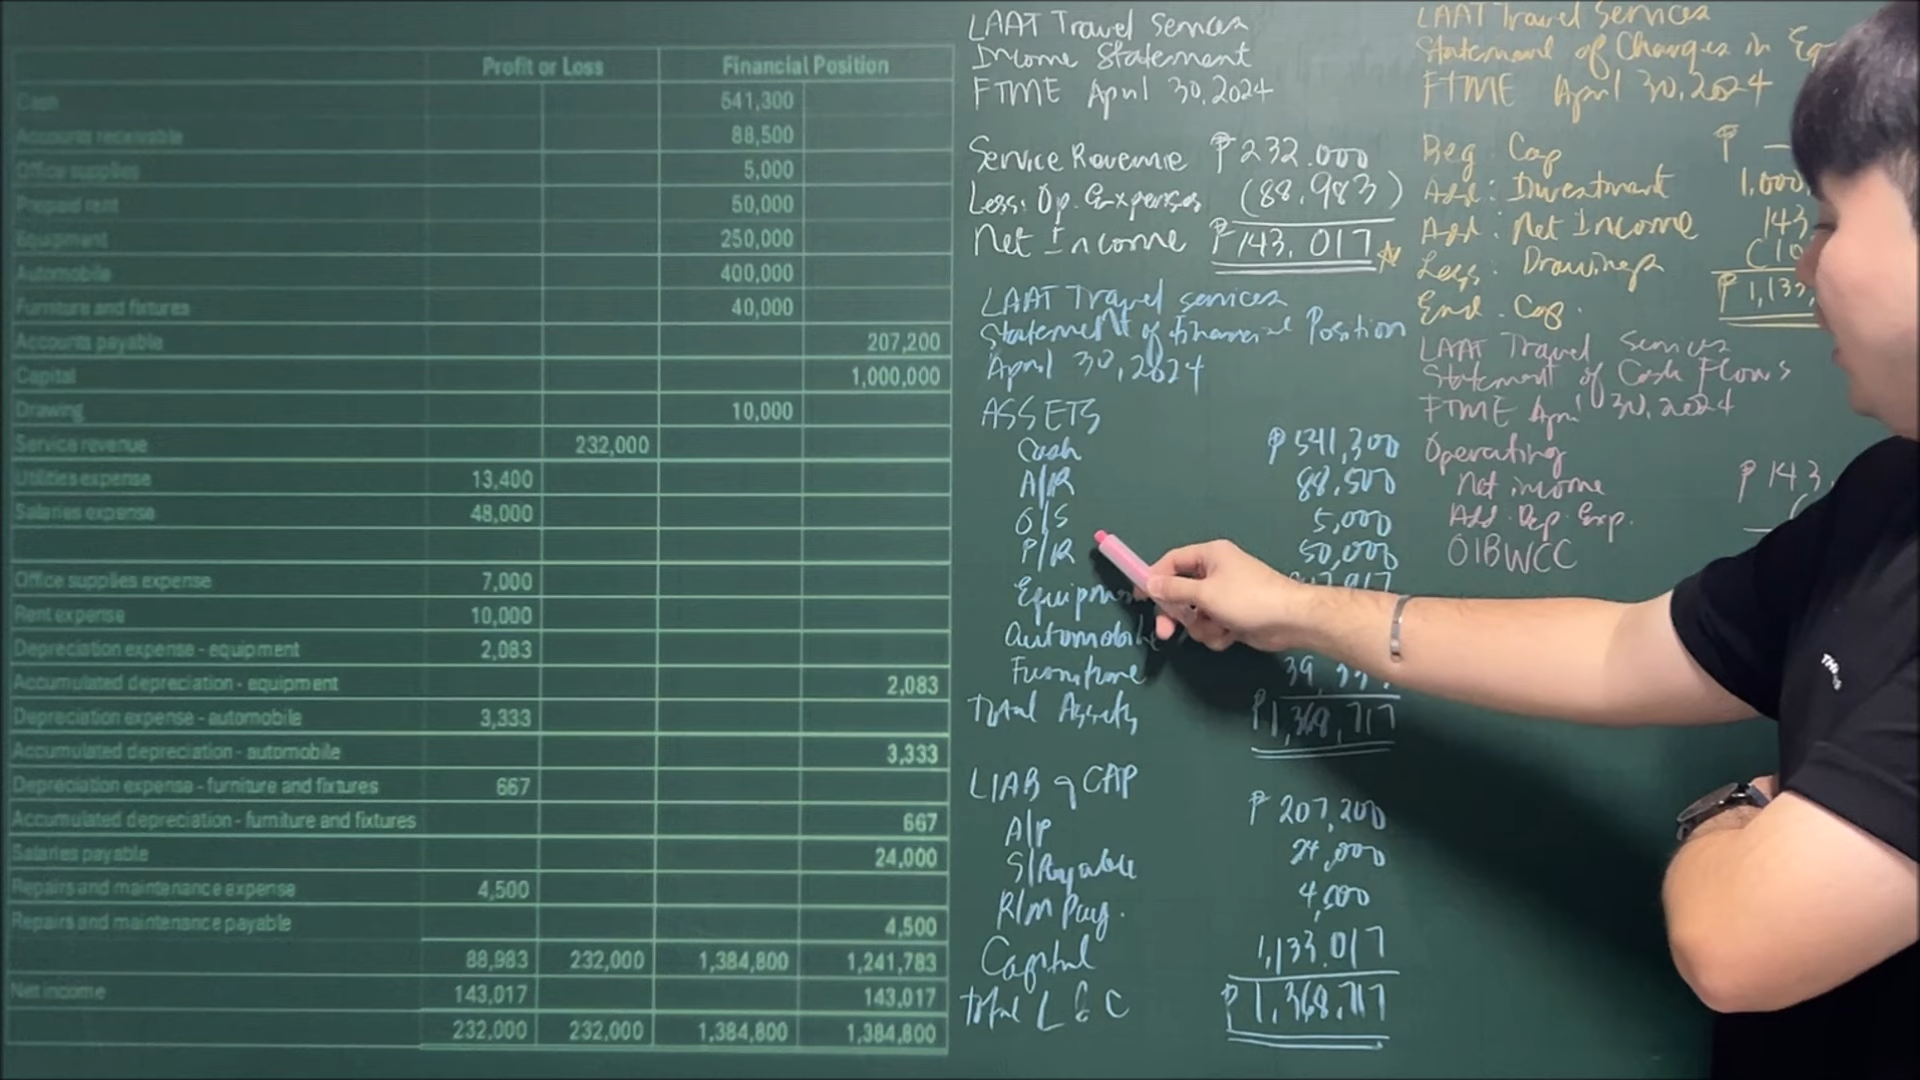 Profit or Loss Financial Position
Cash 541,300
Accounts receivable 88,500
Office supplies 5,000
Prepaid rent 50,000
Equipment 250,000
Automobile 400,000
Furniture and fixtures 40,000
Accounts payable 207,200
Capital 1,000,000
Drawing 10,000
Service revenue 232,000
Utilities expense 13,400
Salaries expense 48,000
Office supplies expense 7,000
Rent expense 10,000
Depreciation expense - equipment 2,083
Accumulated depreciation - equipment 2,083
Depreciation expense - automobile 3,333
Accumulated depreciation - automobile 3,333
Depreciation expense - furniture and fixtures 667
Accumulated depreciation - furniture and fixtures 667
Salaries payable 24,000
Repairs and maintenance expense 4,500
Repairs and maintenance payable 4,500
88,983 232,000 1,384,800 1,241,783
Net income 143,017 143,017
232,000 232,000 1,384,800 1,384,800
LAAT Travel Services
Income Statement
FTME April 30, 2024
Service Revenue ₱232.000
Less: Op. Expenses (88,983)
Net Income ₱143,017
LAAT Travel services
Statement of Financial Position
April 30, 2024
ASSETS
Cash ₱541,300
A/R 88,500
O/S 5,000
P/R 50,000
Automobile
Furniture
Total Assets ₱1,368,717
LIAB & CAP
A/P ₱207,200
S/Payable 24,000
R/M Pay. 4,500
Capital 1,133.017
Total L & C ₱1,368,717
LAAT Travel Services
Statement of Changes in
FTME April 30, 2024
Beg. Cap ₱ —
Add: Investment
Add: Net Income
Less: Drawings
End. Cap.
LAAT Travel Services
Statement of Cash Flows
FTME April 30, 2024
Operating
Net income
Add: Dep. Exp.
OIBWCC